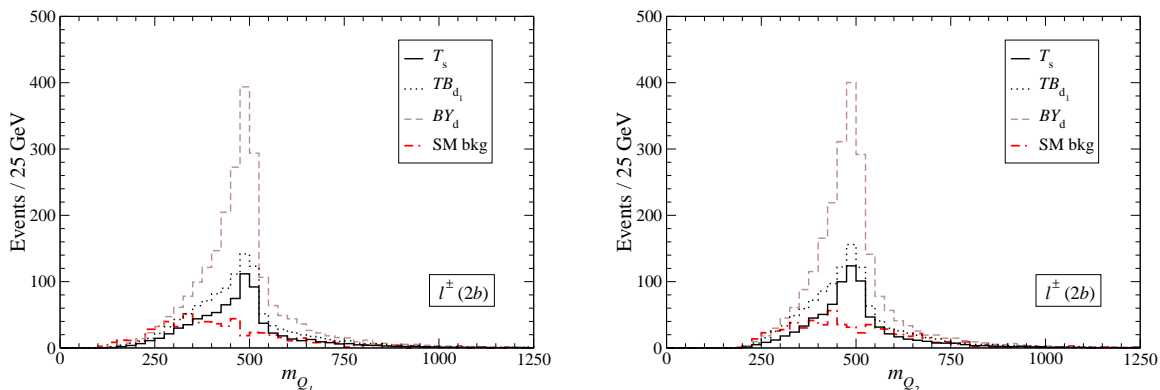 500
400
300
200
100
0
Events / 25 GeV
T_s
TB_{d_1}
BY_d
SM bkg
l^± (2b)
0 250 500 750 1000 1250
m_{Q_1}
500
400
300
200
100
0
Events / 25 GeV
T_s
TB_{d_1}
BY_d
SM bkg
l^± (2b)
0 250 500 750 1000 1250
m_{Q_2}